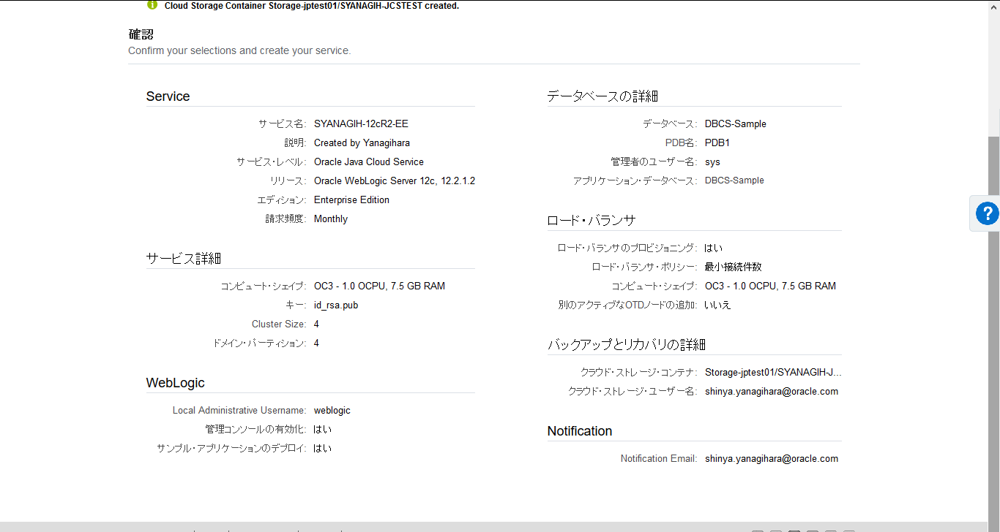 Cloud Storage Container Storage-jptest01/SYANAGIH-JCSTEST created.
確認
Confirm your selections and create your service.
Service
サービス名: SYANAGIH-12cR2-EE
説明: Created by Yanagihara
サービス・レベル: Oracle Java Cloud Service
リリース: Oracle WebLogic Server 12c, 12.2.1.2
エディション: Enterprise Edition
請求頻度: Monthly
サービス詳細
コンピュート・シェイプ: OC3 - 1.0 OCPU, 7.5 GB RAM
キー: id_rsa.pub
Cluster Size: 4
ドメイン・パーティション: 4
WebLogic
Local Administrative Username: weblogic
管理コンソールの有効化: はい
サンプル・アプリケーションのデプロイ: はい
データベースの詳細
データベース: DBCS-Sample
PDB名: PDB1
管理者のユーザー名: sys
アプリケーション・データベース: DBCS-Sample
ロード・バランサ
ロード・バランサのプロビジョニング: はい
ロード・バランサ・ポリシー: 最小接続件数
コンピュート・シェイプ: OC3 - 1.0 OCPU, 7.5 GB RAM
別のアクティブなOTDノードの追加: いいえ
バックアップとリカバリの詳細
クラウド・ストレージ・コンテナ: Storage-jptest01/SYANAGIH-J...
クラウド・ストレージ・ユーザー名: shinya.yanagihara@oracle.com
Notification
Notification Email: shinya.yanagihara@oracle.com
?